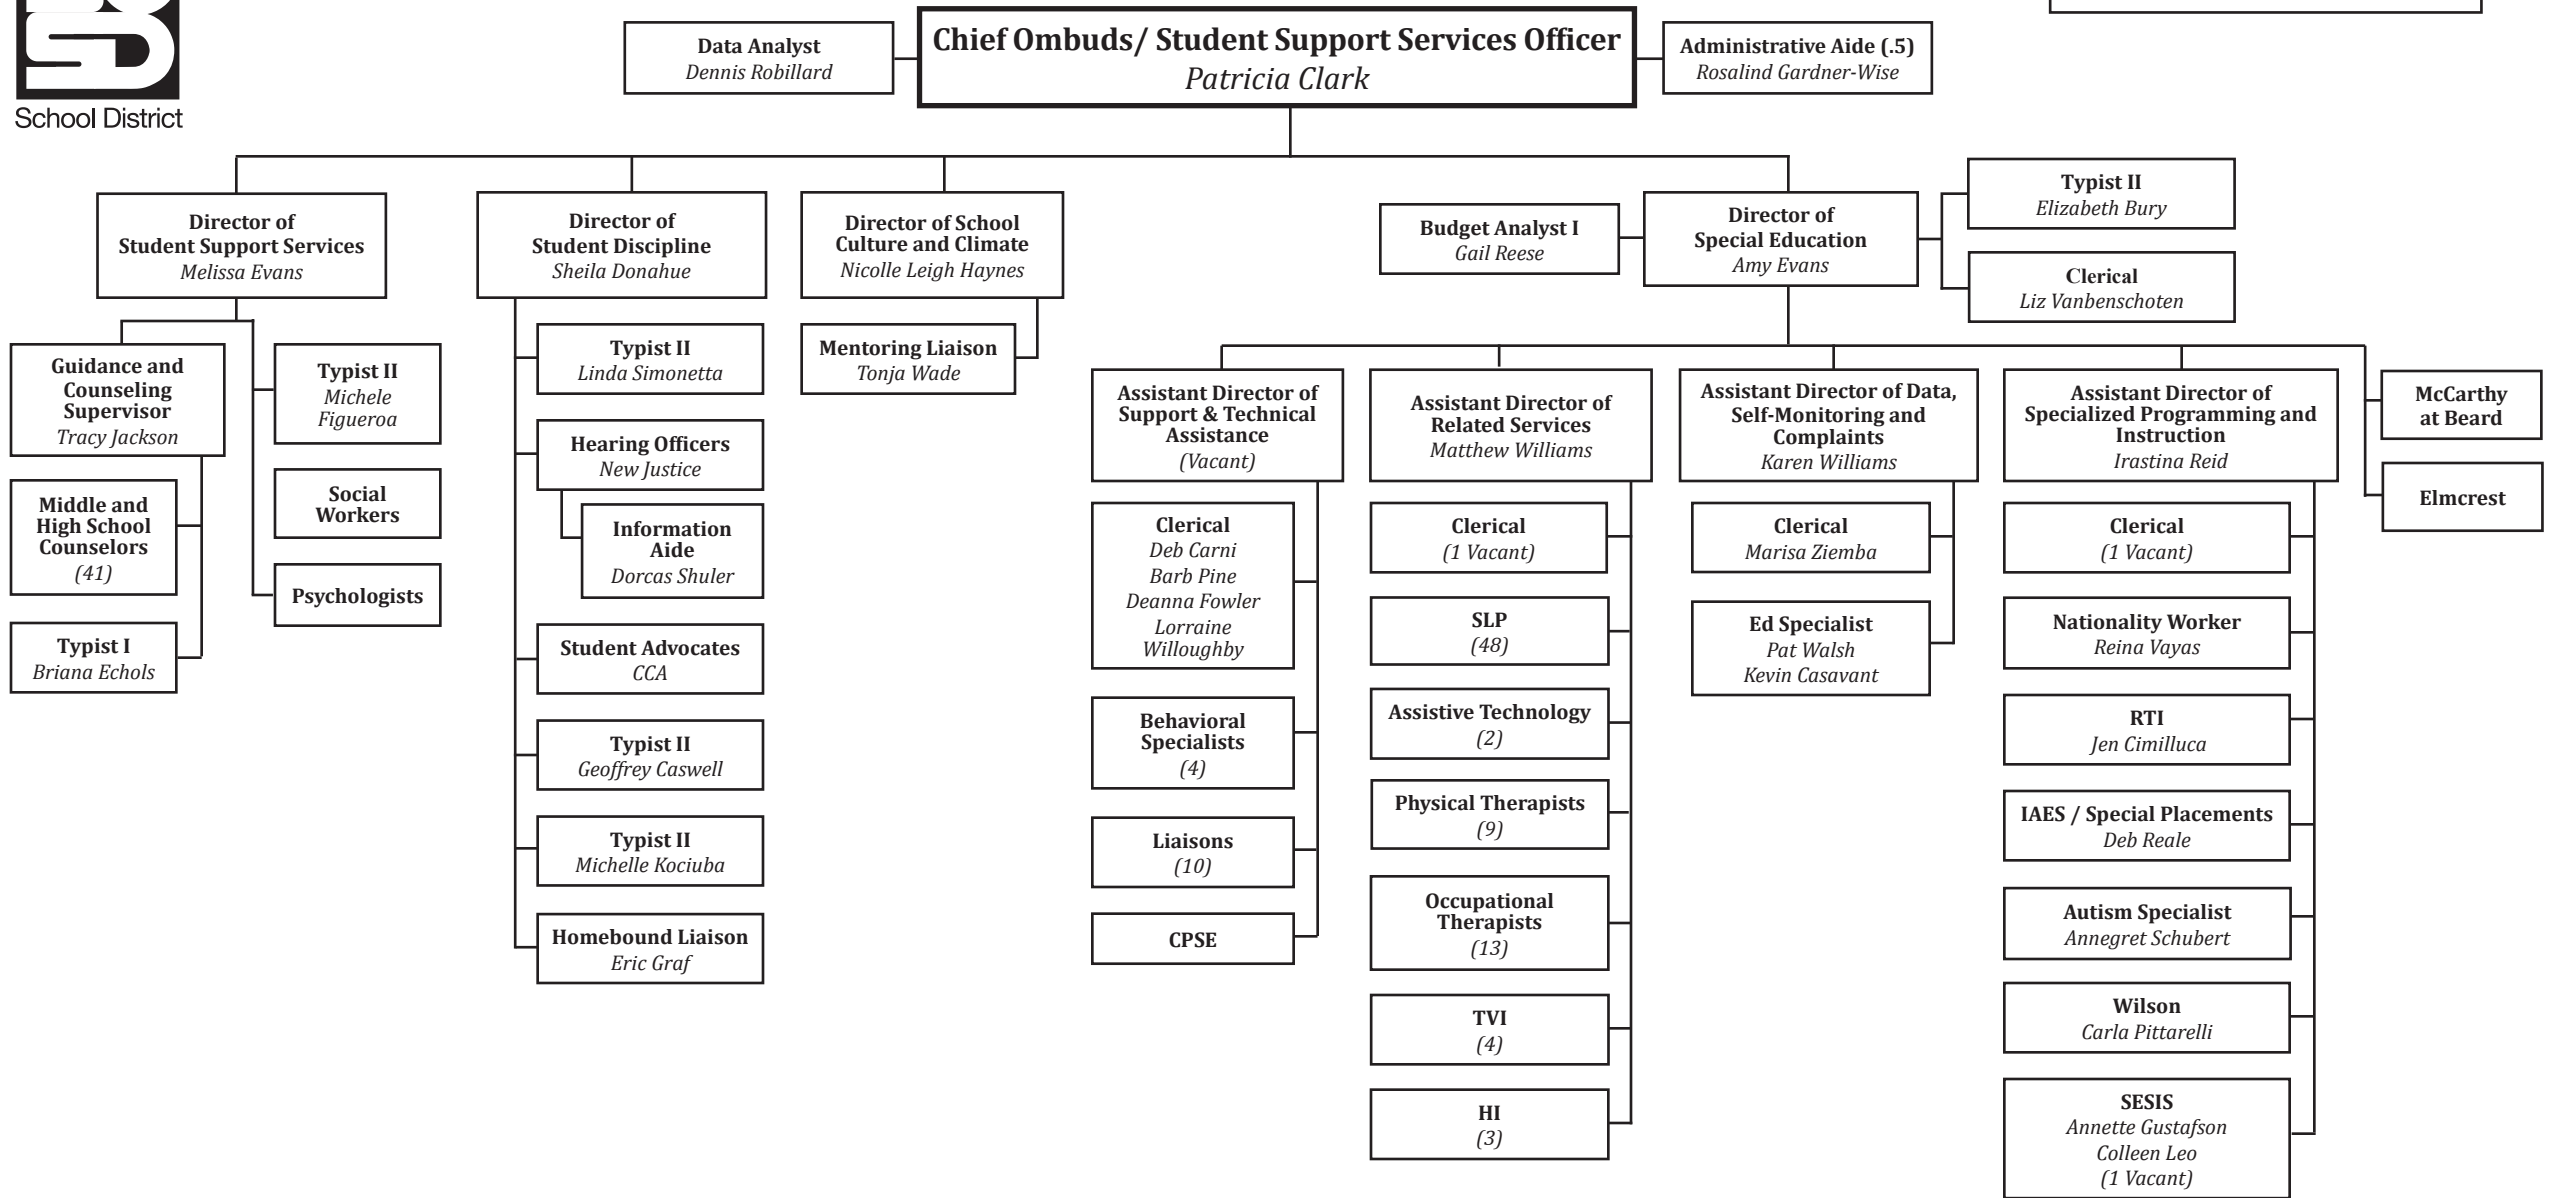 School District
Data Analyst
Dennis Robillard
Chief Ombuds/ Student Support Services Officer
Patricia Clark
Administrative Aide (.5)
Rosalind Gardner-Wise
Director of
Student Support Services
Melissa Evans
Director of
Student Discipline
Sheila Donahue
Director of School
Culture and Climate
Nicolle Leigh Haynes
Budget Analyst I
Gail Reese
Director of
Special Education
Amy Evans
Typist II
Elizabeth Bury
Clerical
Liz Vanbenschoten
Guidance and
Counseling
Supervisor
Tracy Jackson
Middle and
High School
Counselors
(41)
Typist I
Briana Echols
Typist II
Michele
Figueroa
Social
Workers
Psychologists
Typist II
Linda Simonetta
Hearing Officers
New Justice
Information
Aide
Dorcas Shuler
Student Advocates
CCA
Typist II
Geoffrey Caswell
Typist II
Michelle Kociuba
Homebound Liaison
Eric Graf
Mentoring Liaison
Tonja Wade
Assistant Director of
Support & Technical
Assistance
(Vacant)
Clerical
Deb Carni
Barb Pine
Deanna Fowler
Lorraine
Willoughby
Behavioral
Specialists
(4)
Liaisons
(10)
CPSE
Assistant Director of
Related Services
Matthew Williams
Clerical
(1 Vacant)
SLP
(48)
Assistive Technology
(2)
Physical Therapists
(9)
Occupational
Therapists
(13)
TVI
(4)
HI
(3)
Assistant Director of Data,
Self-Monitoring and
Complaints
Karen Williams
Clerical
Marisa Ziemba
Ed Specialist
Pat Walsh
Kevin Casavant
Assistant Director of
Specialized Programming and
Instruction
Irastina Reid
Clerical
(1 Vacant)
Nationality Worker
Reina Vayas
RTI
Jen Cimilluca
IAES / Special Placements
Deb Reale
Autism Specialist
Annegret Schubert
Wilson
Carla Pittarelli
SESIS
Annette Gustafson
Colleen Leo
(1 Vacant)
McCarthy
at Beard
Elmcrest